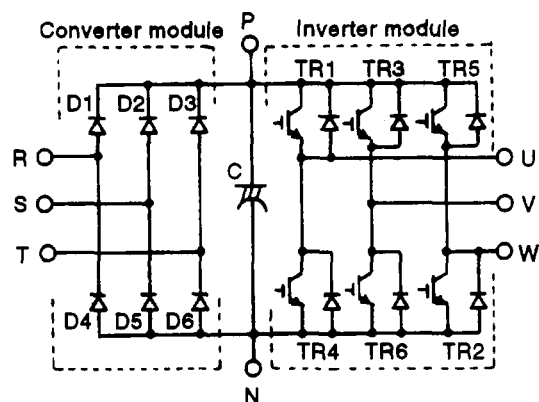 P
Converter module
Inverter module
D1 D2 D3
TR1 TR3 TR5
R
U
C
S
V
T
W
D4 D5 D6
TR4 TR6 TR2
N